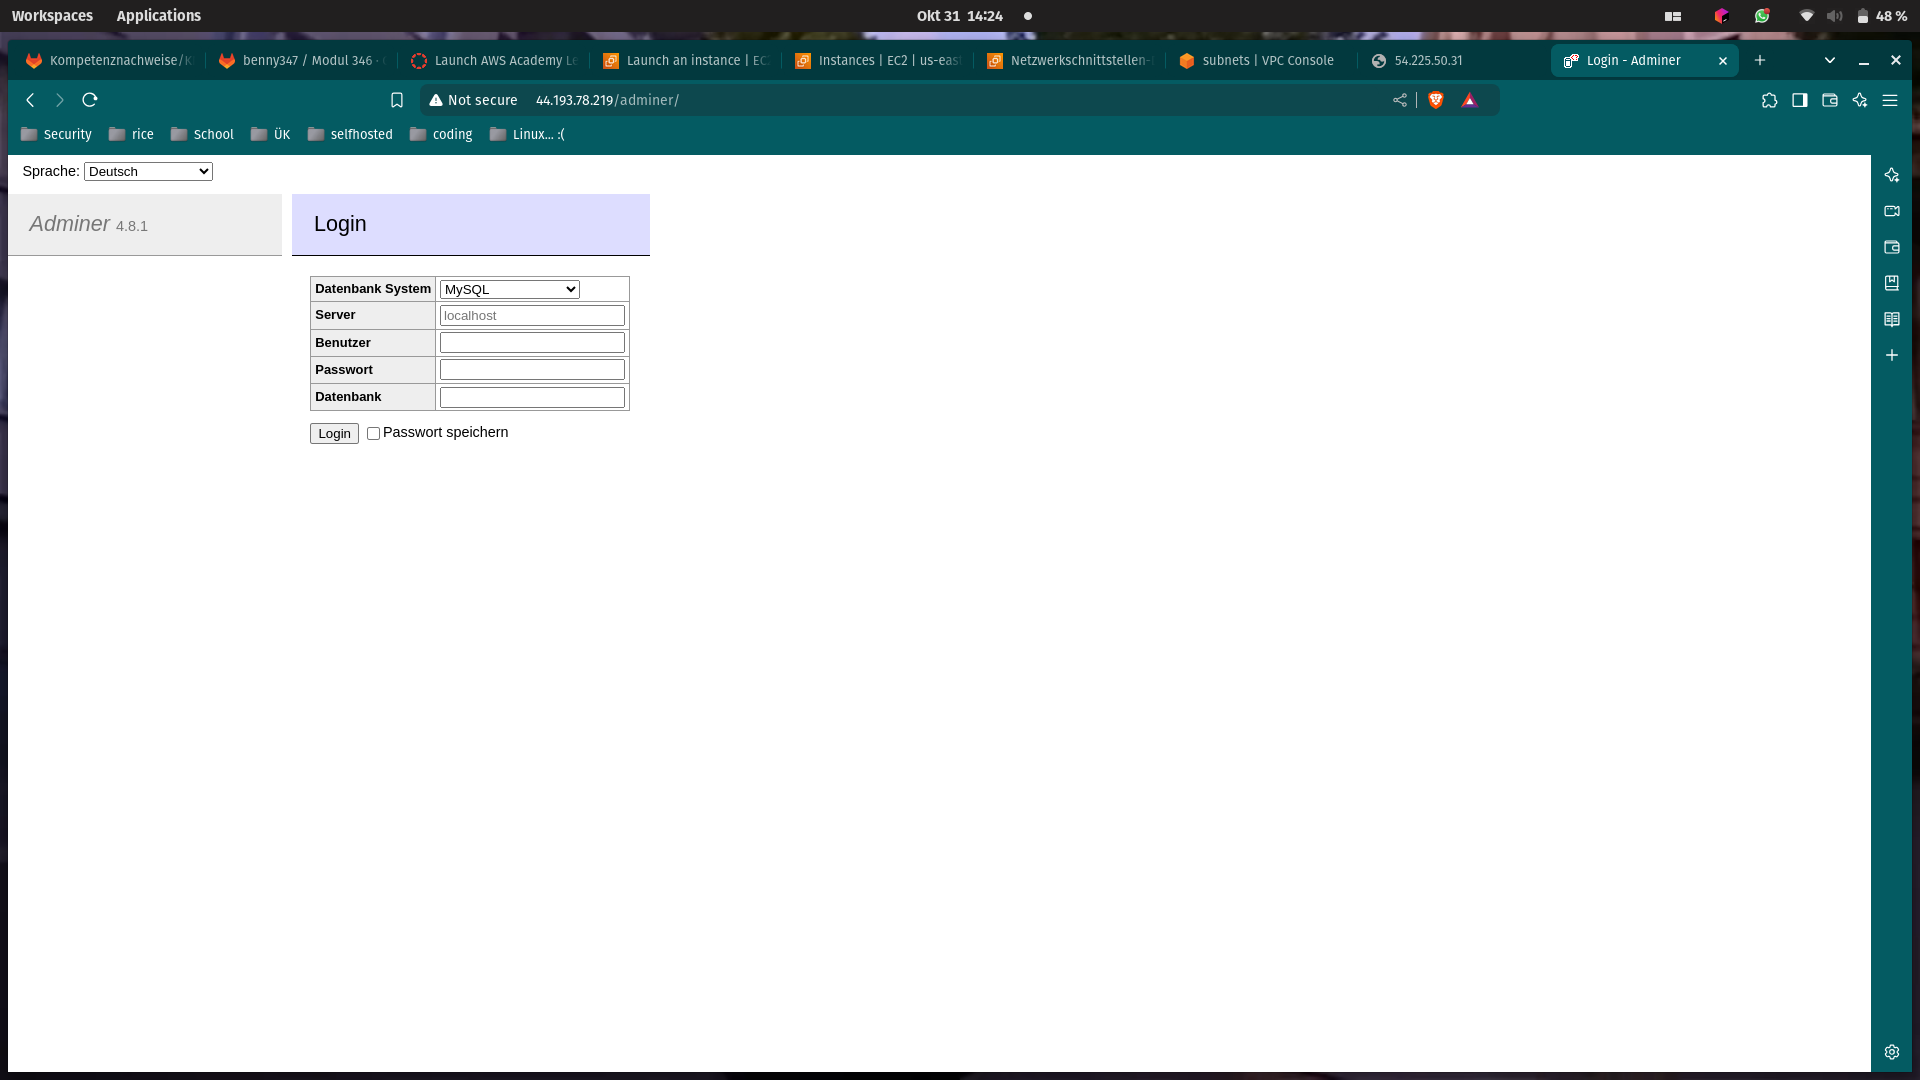 Workspaces Applications Okt 31 14:24 48 %
Kompetenznachweise/K benny347 / Modul 346 · Launch AWS Academy Le Launch an instance | EC Instances | EC2 | us-eas Netzwerkschnittstellen- subnets | VPC Console 54.225.50.31 Login - Adminer
Not secure 44.193.78.219/adminer/
Security rice School ÜK selfhosted coding Linux... :(
Sprache: Deutsch
Adminer 4.8.1 Login
Datenbank System MySQL
Server localhost
Benutzer
Passwort
Datenbank
Login Passwort speichern